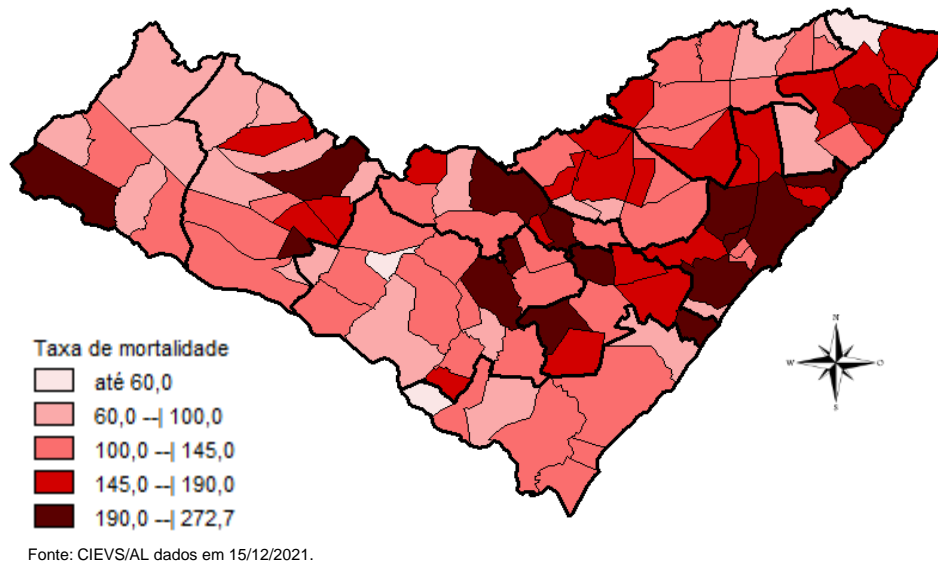 Taxa de mortalidade
até 60,0
60,0 --| 100,0
100,0 --| 145,0
145,0 --| 190,0
190,0 --| 272,7
N
W
O
S
Fonte: CIEVS/AL dados em 15/12/2021.